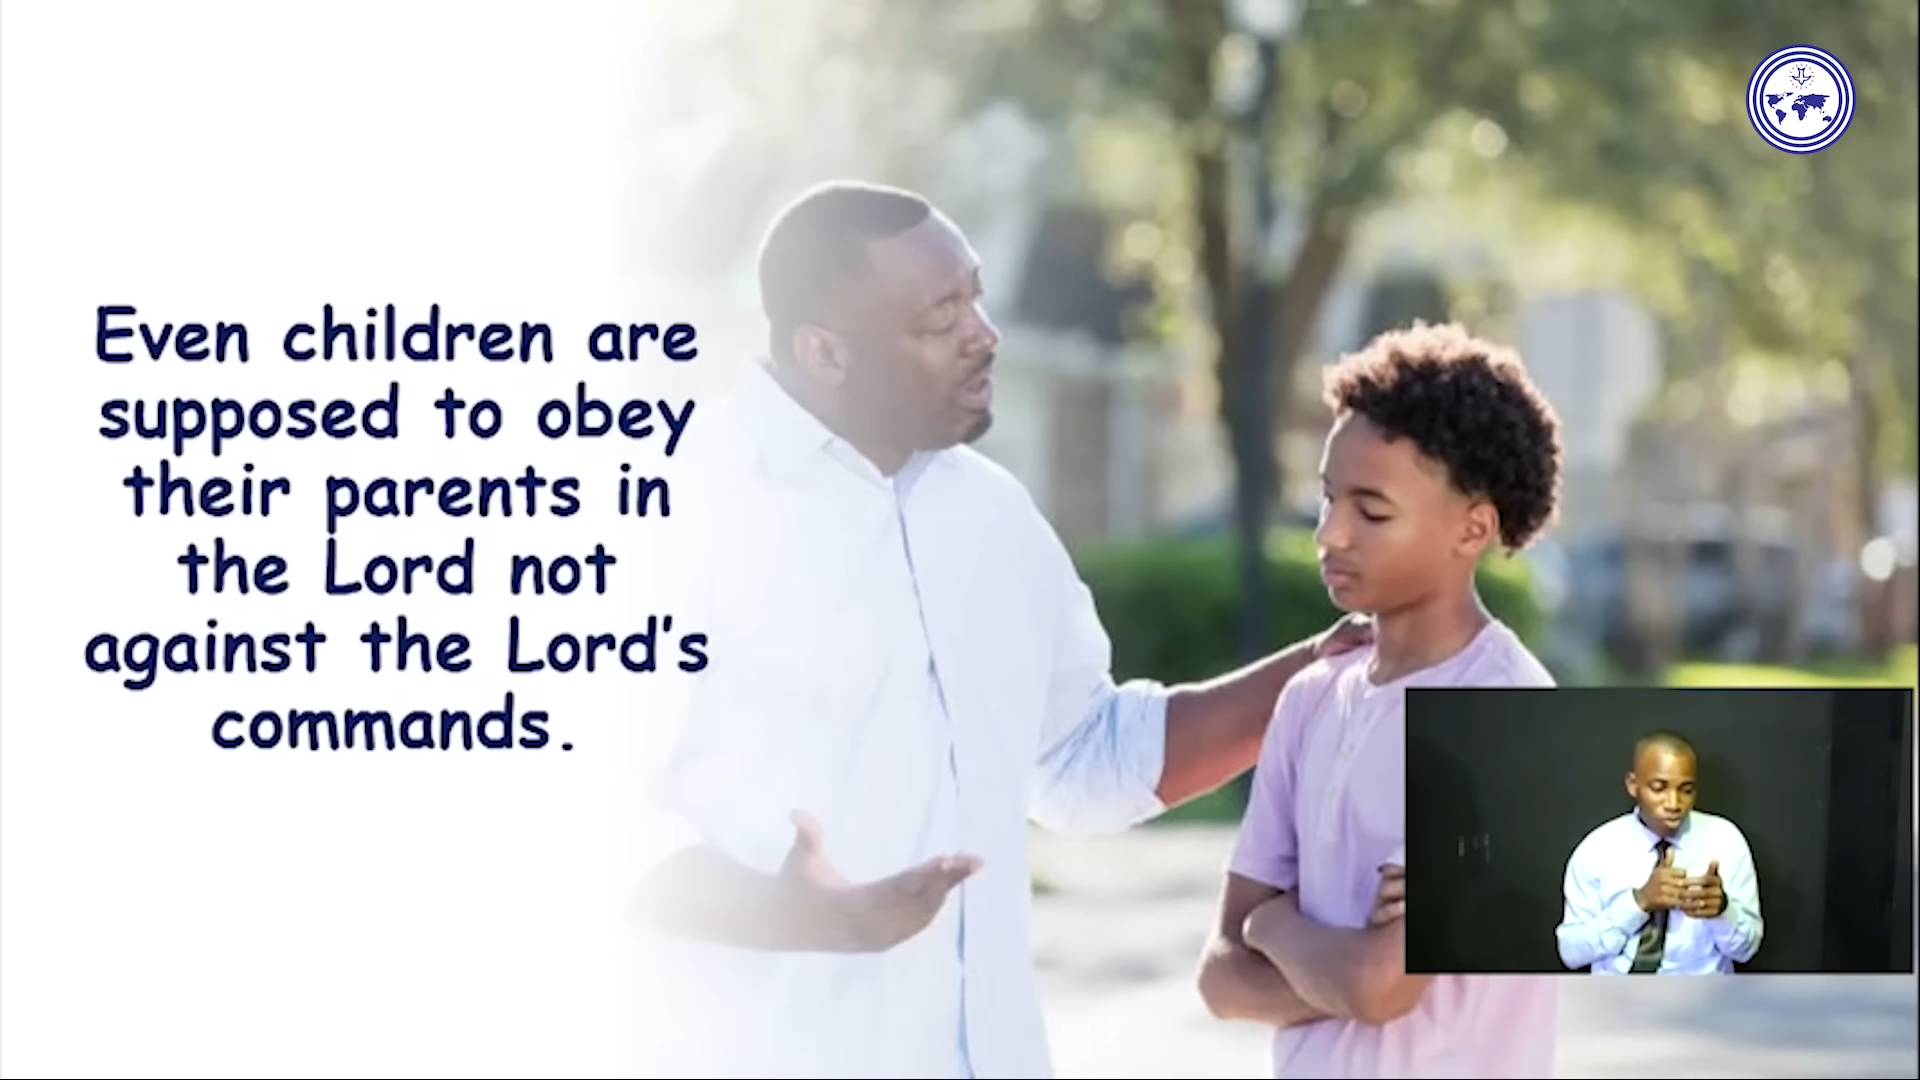 Even children are
supposed to obey
their parents in
the Lord not
against the Lord's
commands.